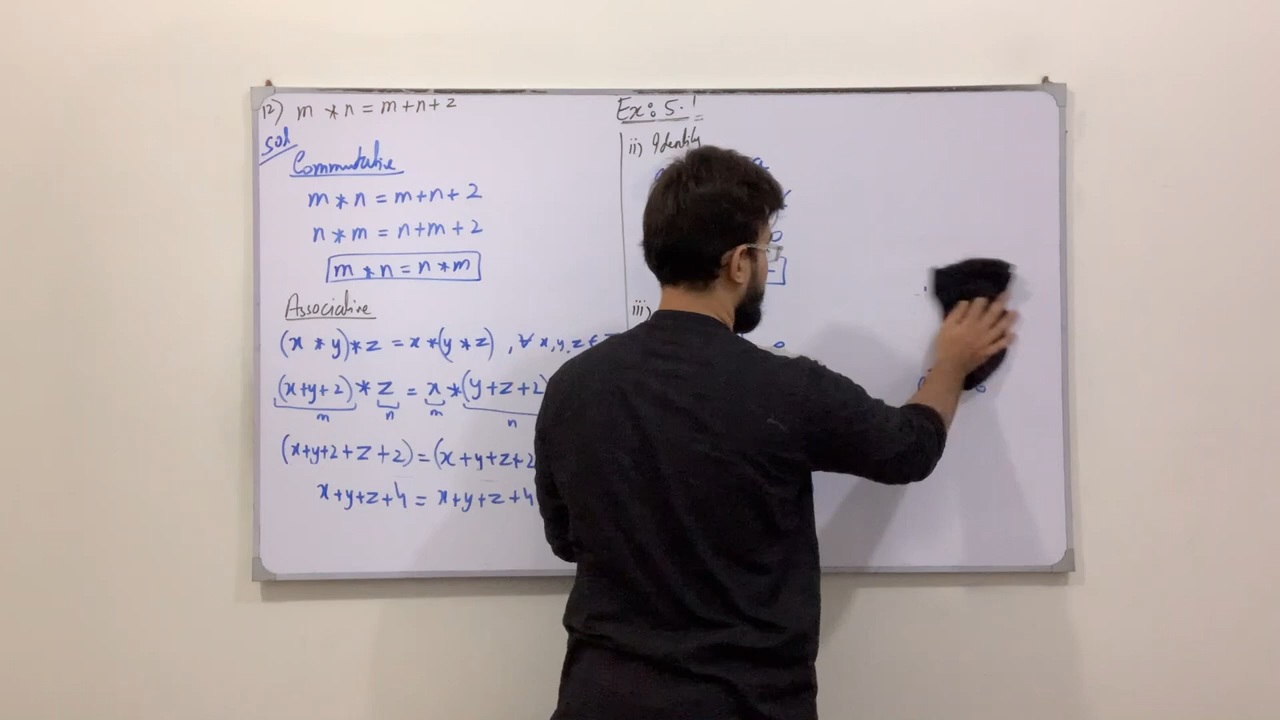 12) m * n = m+n+2
Sol
Commutative
m * n = m+n+2
n * m = n+m+2
m * n = n * m
Associative
(x * y) * z = x * (y * z) , ∀ x, y, z ∈
(x+y+2) * z = x * (y+z+2)
m n m n
(x+y+2+z+2) = (x+y+z+2
x+y+z+4 = x+y+z+4
Ex: 5.1
ii) Identity
iii)